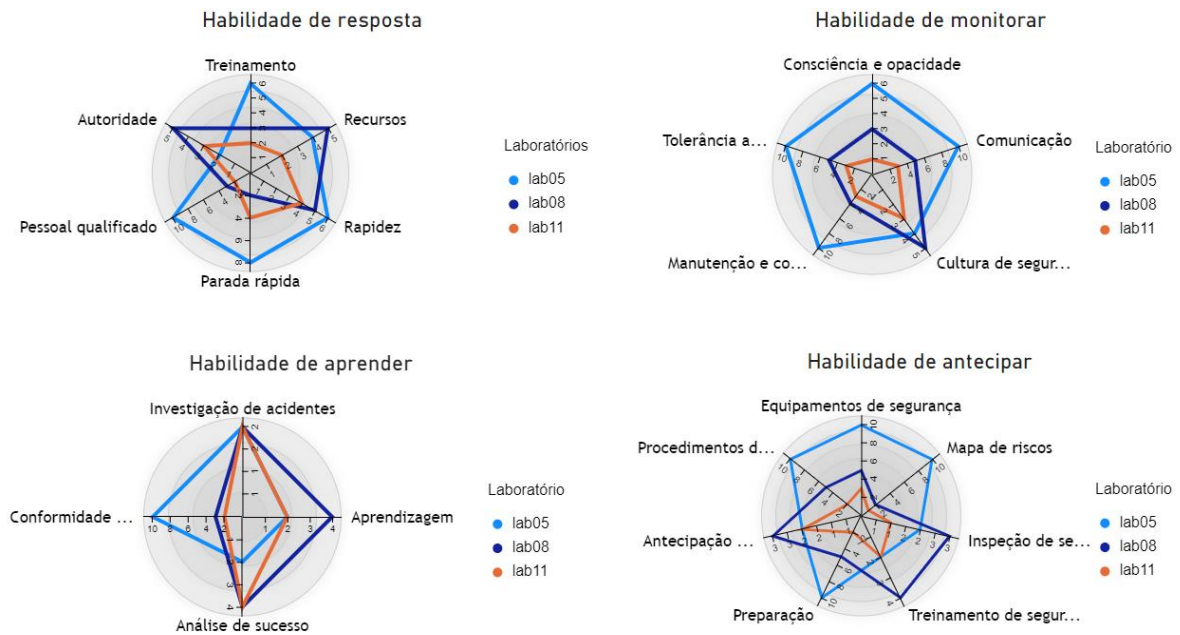 Habilidade de resposta
Treinamento
Autoridade
Recursos
Pessoal qualificado
Rapidez
Parada rápida
Laboratórios
lab05
lab08
lab11
Habilidade de monitorar
Consciência e opacidade
Tolerância a...
Comunicação
Manutenção e co...
Cultura de segur...
Laboratório
lab05
lab08
lab11
Habilidade de aprender
Investigação de acidentes
Conformidade ...
Aprendizagem
Análise de sucesso
Laboratório
lab05
lab08
lab11
Habilidade de antecipar
Equipamentos de segurança
Procedimentos d...
Mapa de riscos
Antecipação ...
Inspeção de se...
Preparação
Treinamento de segur...
Laboratório
lab05
lab08
lab11